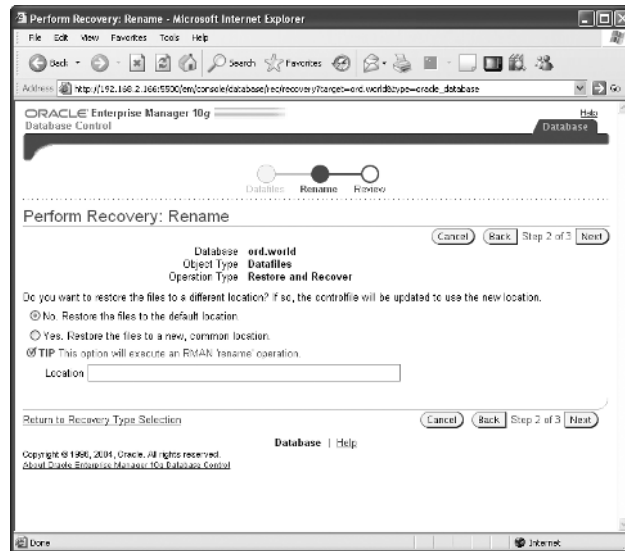 Perform Recovery: Rename - Microsoft Internet Explorer
File Edit View Favorites Tools Help
Back Search Favorites
Address http://192.168.2.166:5500/em/console/database/rec/recovery?target=ord.world&type=oracle_database Go
ORACLE Enterprise Manager 10g
Database Control
Help
Database
Datafiles Rename Review
Perform Recovery: Rename
Cancel Back Step 2 of 3 Next
Database ord.world
Object Type Datafiles
Operation Type Restore and Recover
Do you want to restore the files to a different location? If so, the controlfile will be updated to use the new location.
No. Restore the files to the default location.
Yes. Restore the files to a new, common location.
TIP This option will execute an RMAN 'rename' operation.
Location
Return to Recovery Type Selection
Cancel Back Step 2 of 3 Next
Database | Help
Copyright © 1996, 2004, Oracle. All rights reserved.
About Oracle Enterprise Manager 10g Database Control
Done Internet